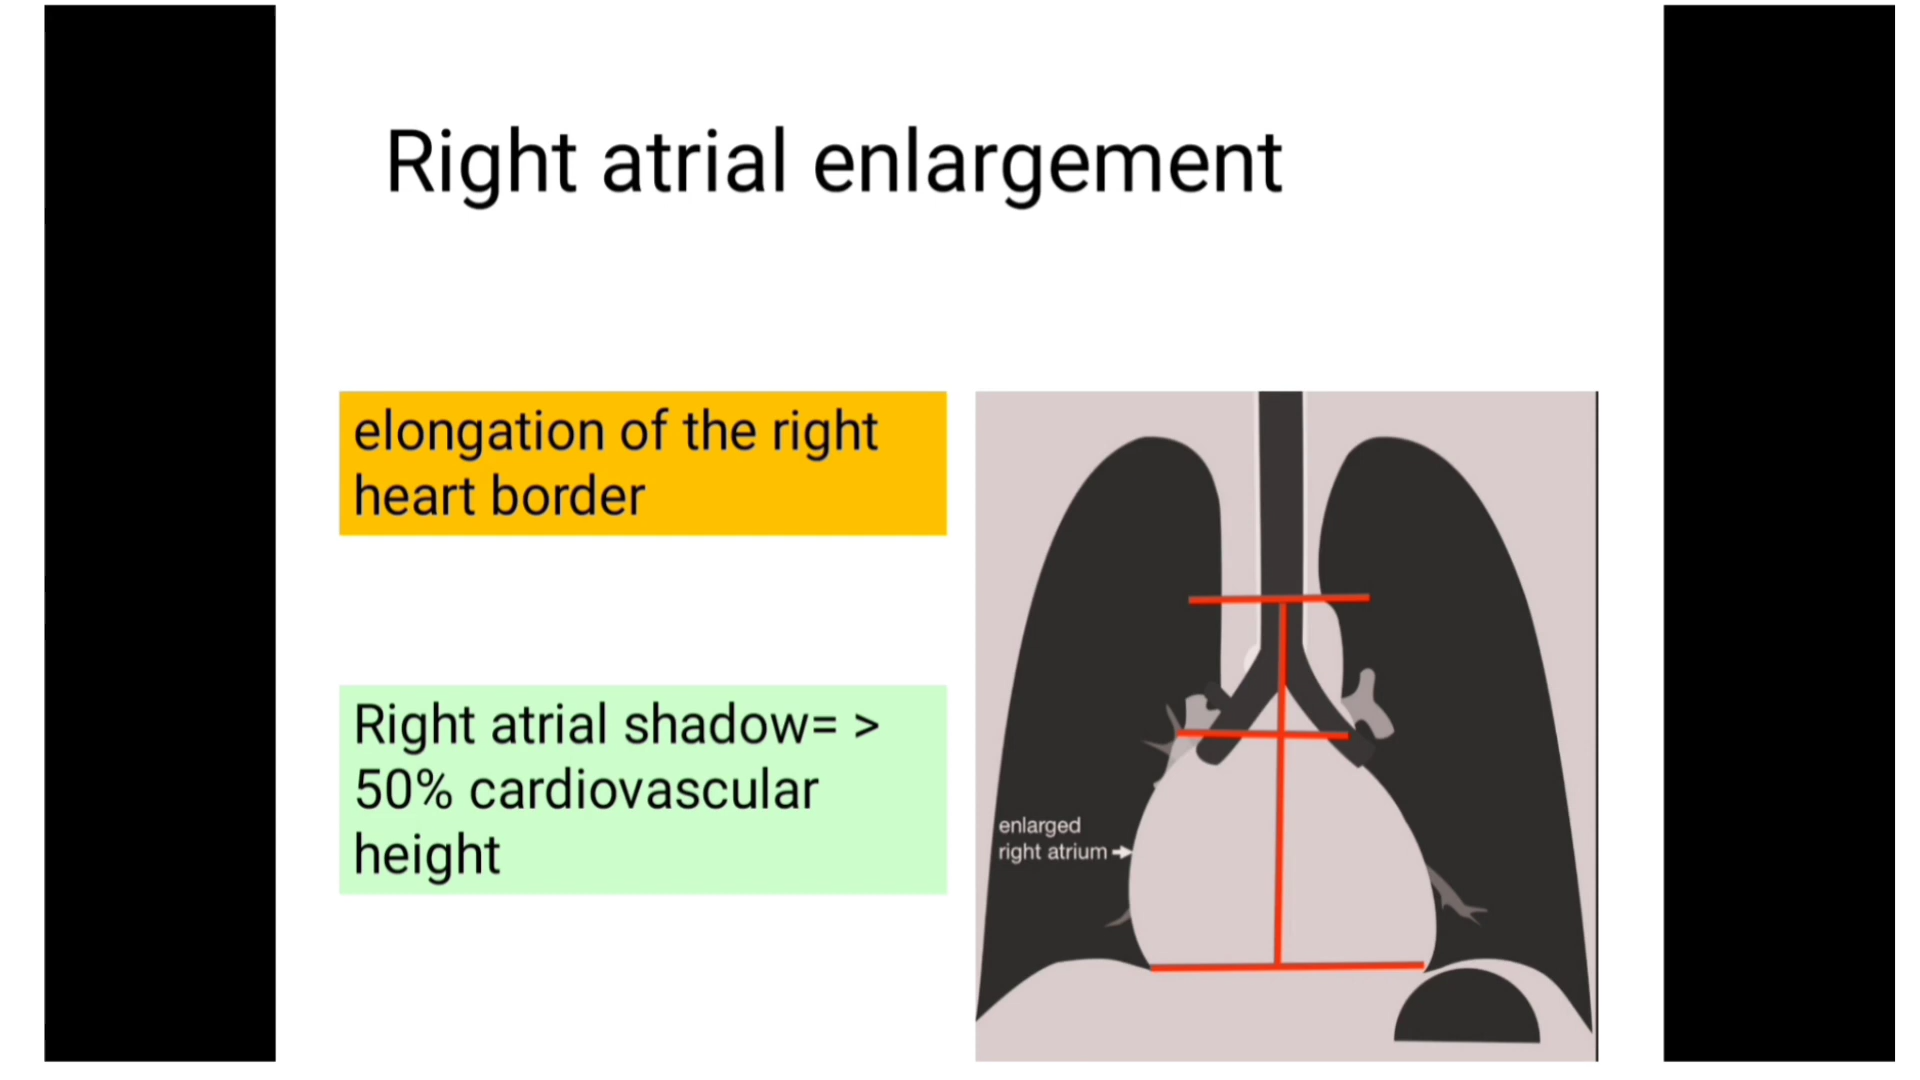 Right atrial enlargement
elongation of the right
heart border
Right atrial shadow= >
50% cardiovascular
height
enlarged
right atrium